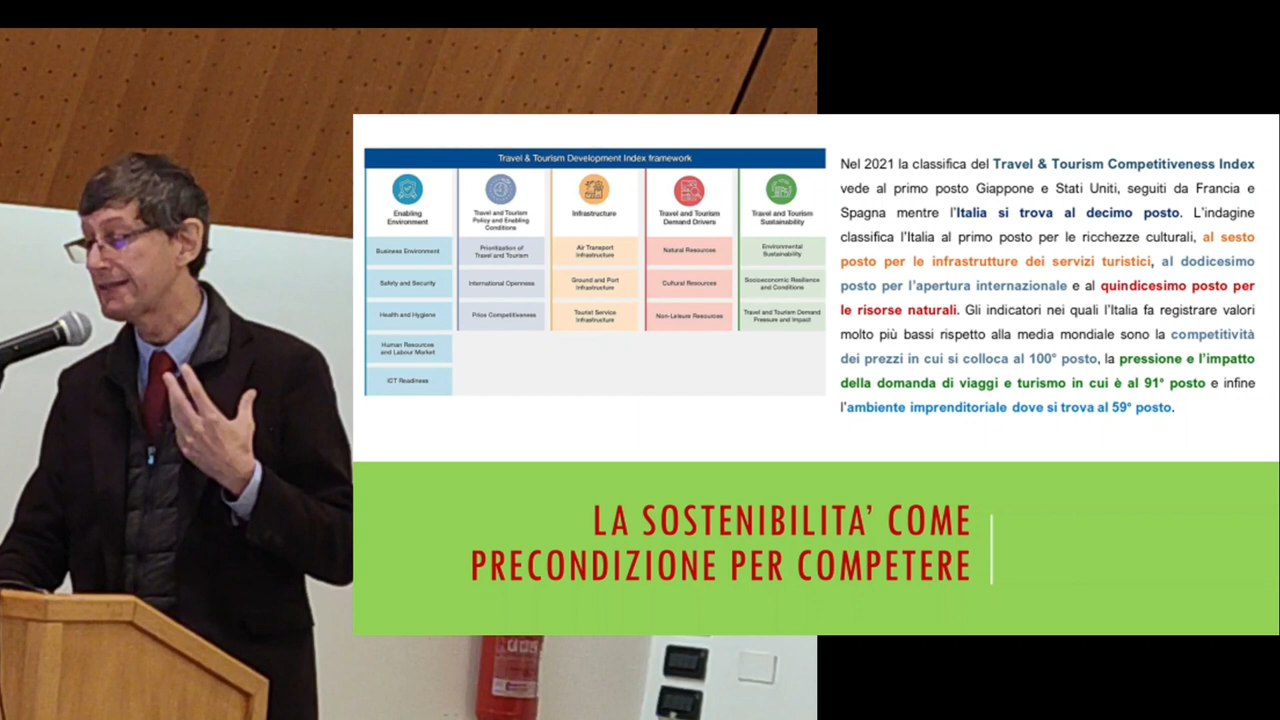 Travel & Tourism Development Index framework
Enabling
Environment
Travel and Tourism
Policy and Enabling
Conditions
Infrastructure
Travel and Tourism
Demand Drivers
Travel and Tourism
Sustainability
Business Environment
Prioritization of
Travel and Tourism
Air Transport
Infrastructure
Natural Resources
Environmental
Sustainability
Safety and Security
International Openness
Ground and Port
Infrastructure
Cultural Resources
Socioeconomic Resilience
and Conditions
Health and Hygiene
Price Competitiveness
Tourist Service
Infrastructure
Non-Leisure Resources
Travel and Tourism Demand
Pressure and Impact
Human Resources
and Labour Market
ICT Readiness
Nel 2021 la classifica del Travel & Tourism Competitiveness Index
vede al primo posto Giappone e Stati Uniti, seguiti da Francia e
Spagna mentre l'Italia si trova al decimo posto. L'indagine
classifica l'Italia al primo posto per le ricchezze culturali, al sesto
posto per le infrastrutture dei servizi turistici, al dodicesimo
posto per l'apertura internazionale e al quindicesimo posto per
le risorse naturali. Gli indicatori nei quali l'Italia fa registrare valori
molto più bassi rispetto alla media mondiale sono la competitività
dei prezzi in cui si colloca al 100° posto, la pressione e l'impatto
della domanda di viaggi e turismo in cui è al 91° posto e infine
l'ambiente imprenditoriale dove si trova al 59° posto.
LA SOSTENIBILITA' COME
PRECONDIZIONE PER COMPETERE